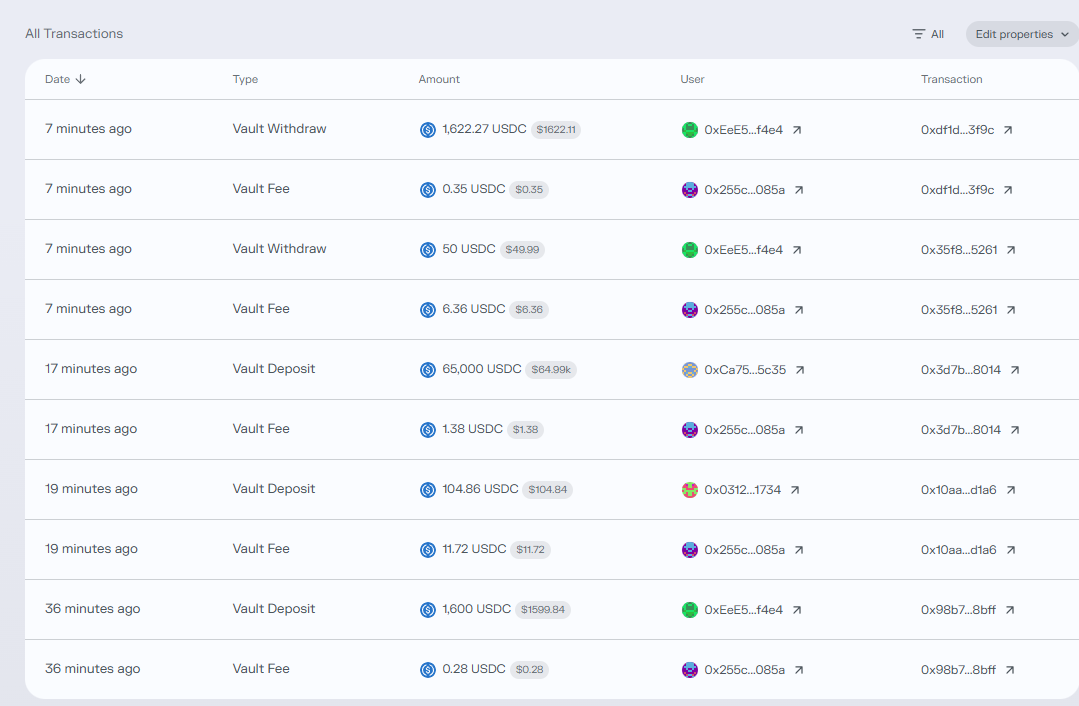 All Transactions All Edit properties
Date Type Amount User Transaction
7 minutes ago Vault Withdraw 1,622.27 USDC $1622.11 0xEeE5...f4e4 0xdf1d...3f9c
7 minutes ago Vault Fee 0.35 USDC $0.35 0x255c...085a 0xdf1d...3f9c
7 minutes ago Vault Withdraw 50 USDC $49.99 0xEeE5...f4e4 0x35f8...5261
7 minutes ago Vault Fee 6.36 USDC $6.36 0x255c...085a 0x35f8...5261
17 minutes ago Vault Deposit 65,000 USDC $64.99k 0xCa75...5c35 0x3d7b...8014
17 minutes ago Vault Fee 1.38 USDC $1.38 0x255c...085a 0x3d7b...8014
19 minutes ago Vault Deposit 104.86 USDC $104.84 0x0312...1734 0x10aa...d1a6
19 minutes ago Vault Fee 11.72 USDC $11.72 0x255c...085a 0x10aa...d1a6
36 minutes ago Vault Deposit 1,600 USDC $1599.84 0xEeE5...f4e4 0x98b7...8bff
36 minutes ago Vault Fee 0.28 USDC $0.28 0x255c...085a 0x98b7...8bff